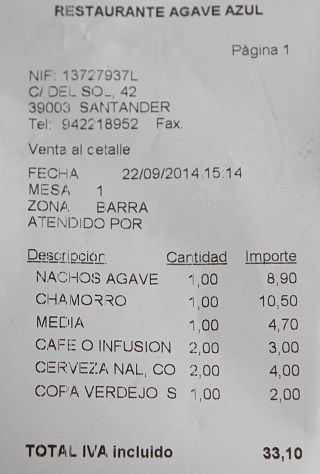 RESTAURANTE AGAVE AZUL
Pàgina 1
NIF: 13727937L
C/ DEL SOL, 42
39003 SANTANDER
Tel: 942218952 Fax.
Venta al cetalle
FECHA 22/09/2014 15:14
MESA 1
ZONA BARRA
ATENDIDO POR
Descripción Cantidad Importe
NACHOS AGAVE 1,00 8,90
CHAMORRO 1,00 10,50
MEDIA 1,00 4,70
CAFE O INFUSION 2,00 3,00
CERVEZA NAL, CO 2,00 4,00
COPA VERDEJO S 1,00 2,00
TOTAL IVA incluido 33,10